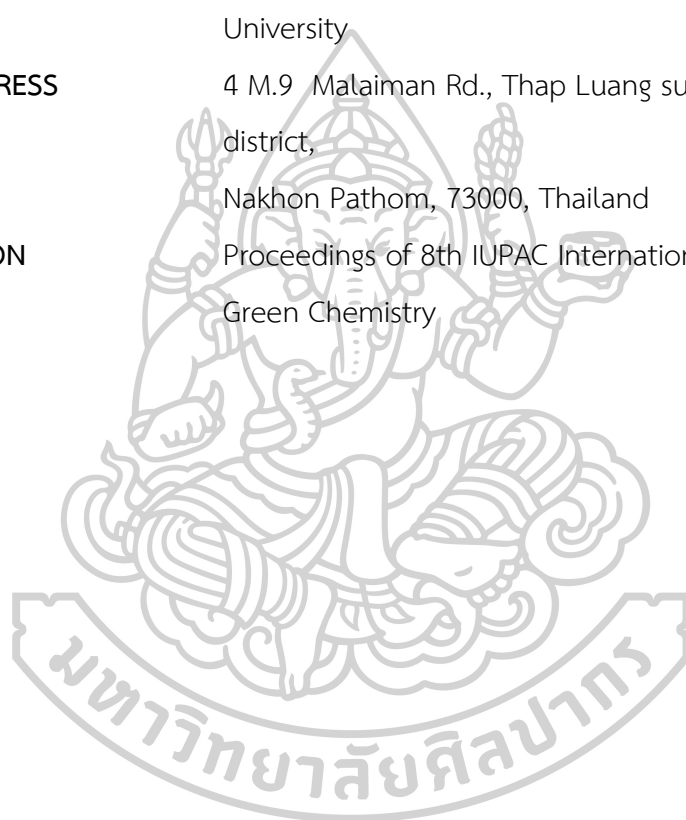 University
RESS 4 M.9 Malaiman Rd., Thap Luang su
district,
Nakhon Pathom, 73000, Thailand
ON Proceedings of 8th IUPAC Internation
Green Chemistry
มหาวิทยาลัยศิลปากร